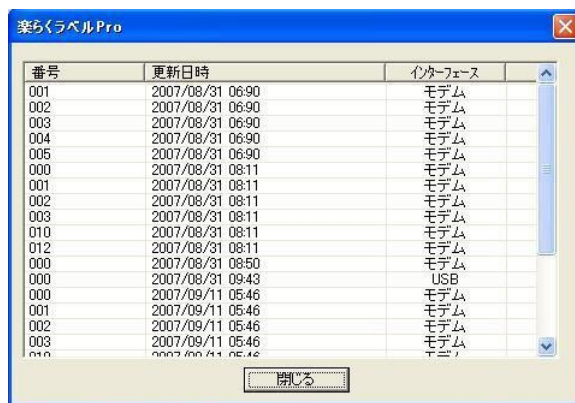 楽らくラベルPro
番号 更新日時 インターフェース
001 2007/08/31 06:90 モデム
002 2007/08/31 06:90 モデム
003 2007/08/31 06:90 モデム
004 2007/08/31 06:90 モデム
005 2007/08/31 06:90 モデム
000 2007/08/31 08:11 モデム
001 2007/08/31 08:11 モデム
002 2007/08/31 08:11 モデム
003 2007/08/31 08:11 モデム
010 2007/08/31 08:11 モデム
012 2007/08/31 08:11 モデム
000 2007/08/31 08:50 モデム
000 2007/08/31 09:43 USB
000 2007/09/11 05:46 モデム
001 2007/09/11 05:46 モデム
002 2007/09/11 05:46 モデム
003 2007/09/11 05:46 モデム
閉じる